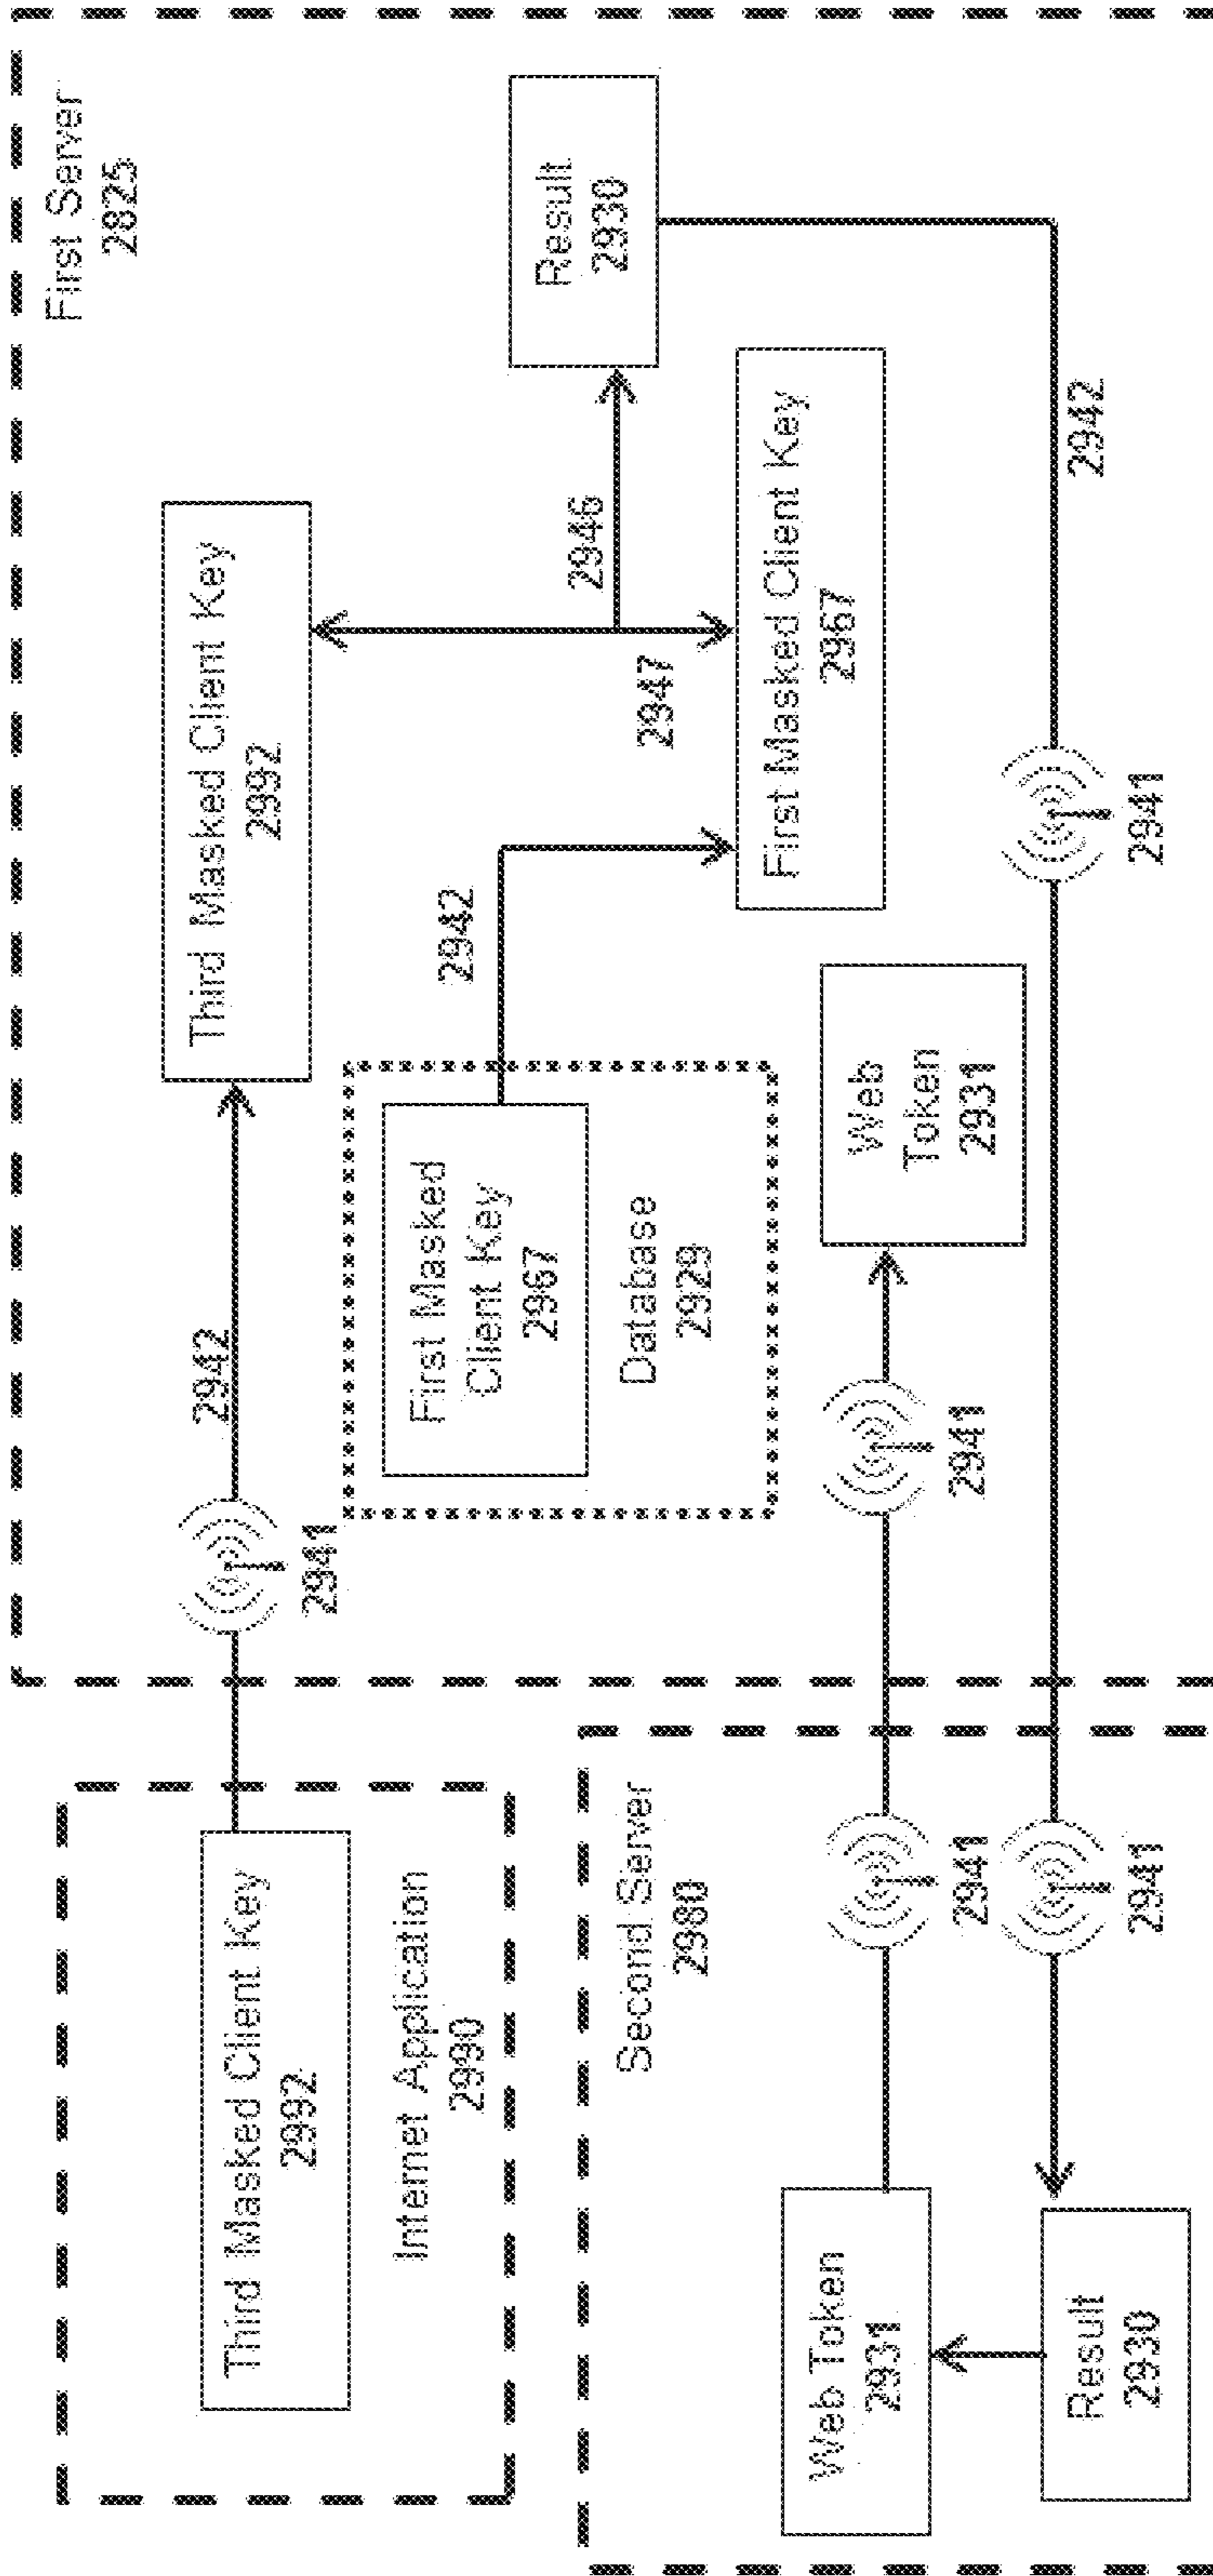 Third Masked Client Key
2992
Internet Application
2990
Second Server
2980
Web Token
2931
Result
2930
2941
2941
First Server
2825
2941
2942
Third Masked Client Key
2992
First Masked
Client Key
2967
Database
2929
2942
2947
2946
Result
2930
First Masked Client Key
2967
2941
Web
Token
2931
2941
2942